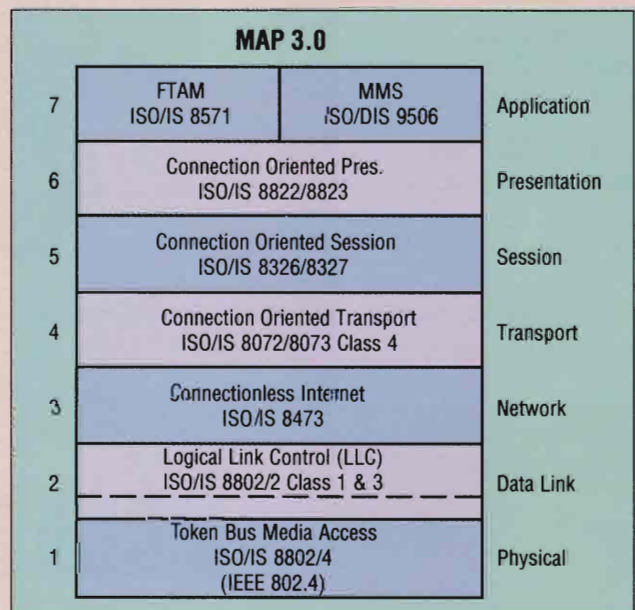 MAP 3.0
7 FTAM MMS Application
ISO/IS 8571 ISO/DIS 9506
6 Connection Oriented Pres. Presentation
ISO/IS 8822/8823
5 Connection Oriented Session Session
ISO/IS 8326/8327
4 Connection Oriented Transport Transport
ISO/IS 8072/8073 Class 4
3 Connectionless Internet Network
ISO/IS 8473
Logical Link Control (LLC)
2 ISO/IS 8802/2 Class 1 & 3 Data Link
Token Bus Media Access
1 ISO/IS 8802/4 Physical
(IEEE 802.4)